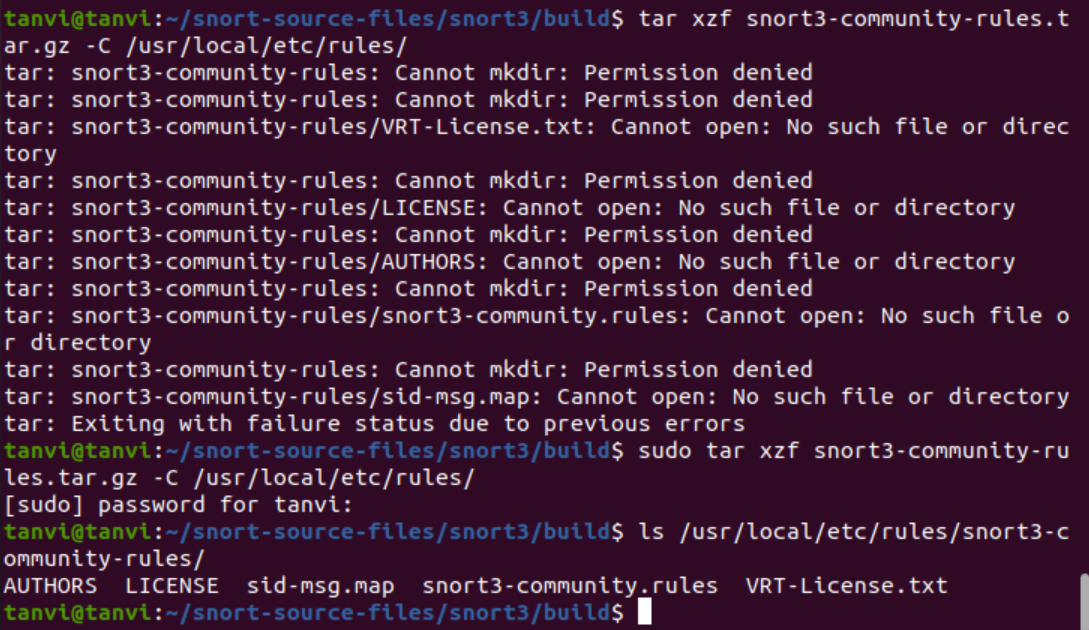 tanvi@tanvi:~/snort-source-files/snort3/build$ tar xzf snort3-community-rules.t
ar.gz -C /usr/local/etc/rules/
tar: snort3-community-rules: Cannot mkdir: Permission denied
tar: snort3-community-rules: Cannot mkdir: Permission denied
tar: snort3-community-rules/VRT-License.txt: Cannot open: No such file or direc
tory
tar: snort3-community-rules: Cannot mkdir: Permission denied
tar: snort3-community-rules/LICENSE: Cannot open: No such file or directory
tar: snort3-community-rules: Cannot mkdir: Permission denied
tar: snort3-community-rules/AUTHORS: Cannot open: No such file or directory
tar: snort3-community-rules: Cannot mkdir: Permission denied
tar: snort3-community-rules/snort3-community.rules: Cannot open: No such file o
r directory
tar: snort3-community-rules: Cannot mkdir: Permission denied
tar: snort3-community-rules/sid-msg.map: Cannot open: No such file or directory
tar: Exiting with failure status due to previous errors
tanvi@tanvi:~/snort-source-files/snort3/build$ sudo tar xzf snort3-community-ru
les.tar.gz -C /usr/local/etc/rules/
[sudo] password for tanvi:
tanvi@tanvi:~/snort-source-files/snort3/build$ ls /usr/local/etc/rules/snort3-c
ommunity-rules/
AUTHORS  LICENSE  sid-msg.map  snort3-community.rules  VRT-License.txt
tanvi@tanvi:~/snort-source-files/snort3/build$